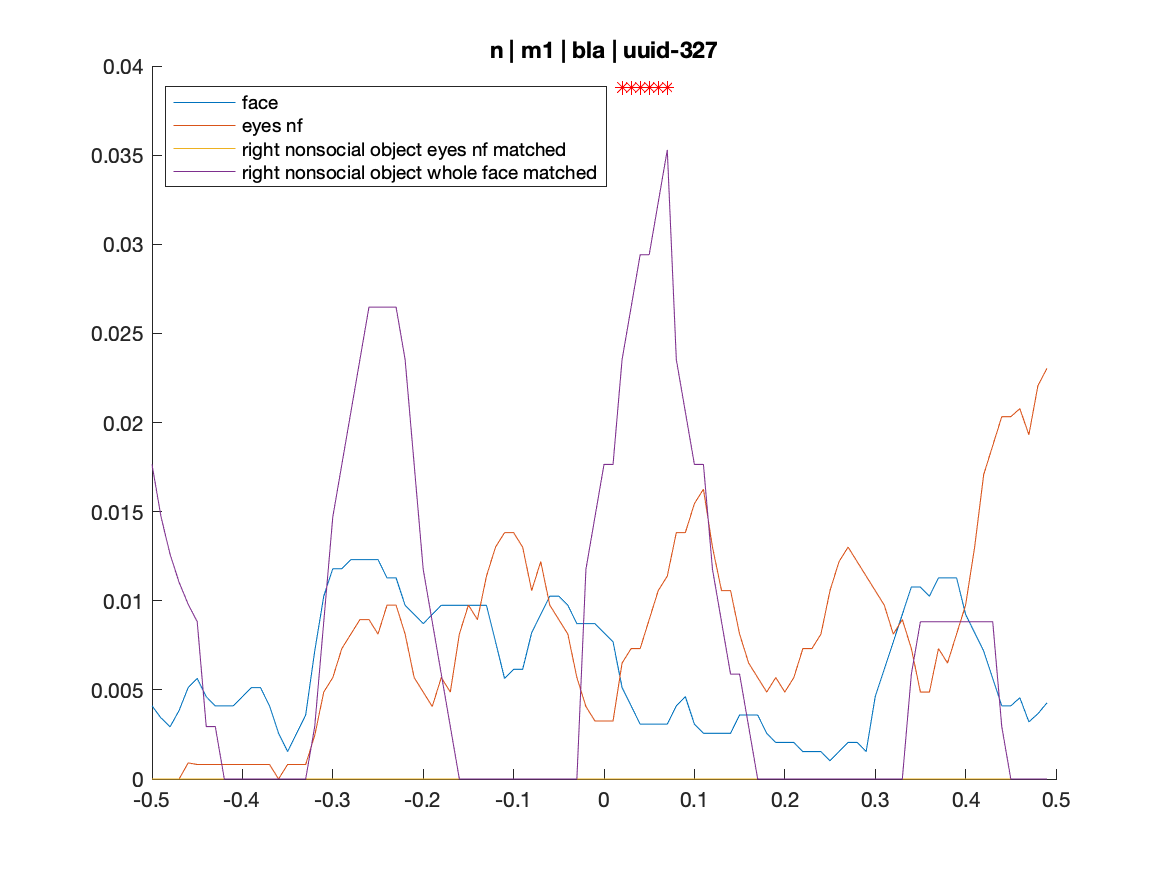 n | m1 | bla | uuid-327
0.04
face
eyes nf
right nonsocial object eyes nf matched
right nonsocial object whole face matched
0.035
0.03
0.025
0.02
0.015
0.01
0.005
0
-0.5 -0.4 -0.3 -0.2 -0.1 0 0.1 0.2 0.3 0.4 0.5